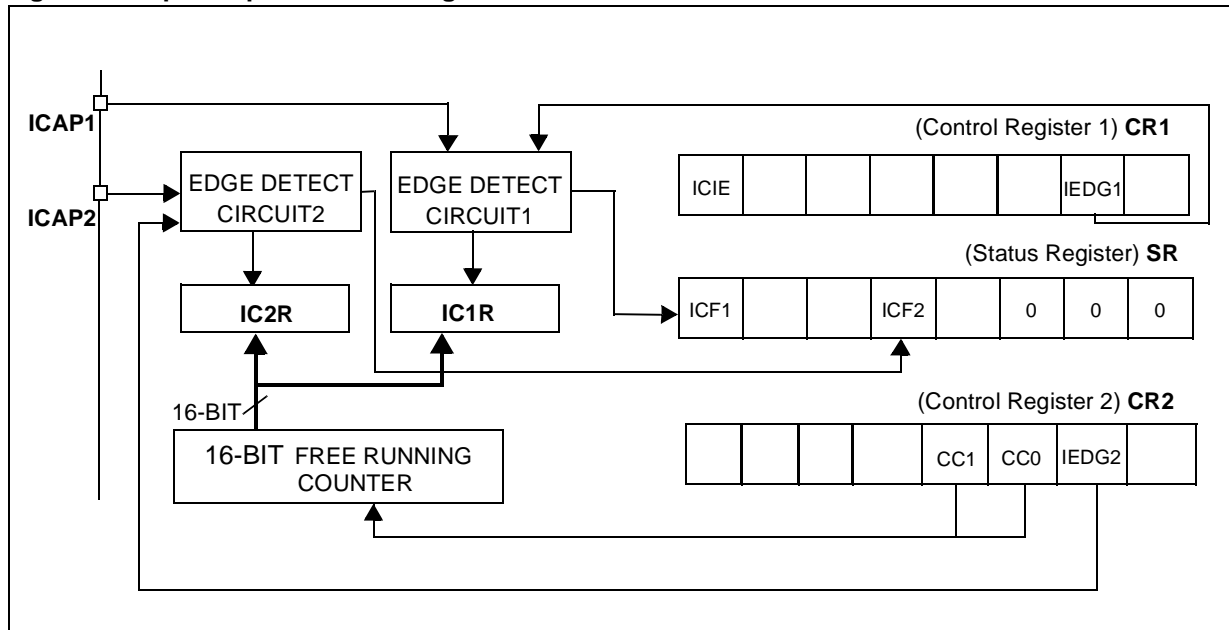 ICAP1
ICAP2
EDGE DETECT
CIRCUIT2
EDGE DETECT
CIRCUIT1
(Control Register 1) CR1
ICIE
IEDG1
IC2R
IC1R
(Status Register) SR
ICF1
ICF2
0
0
0
16-BIT
16-BIT FREE RUNNING
COUNTER
(Control Register 2) CR2
CC1
CC0
IEDG2